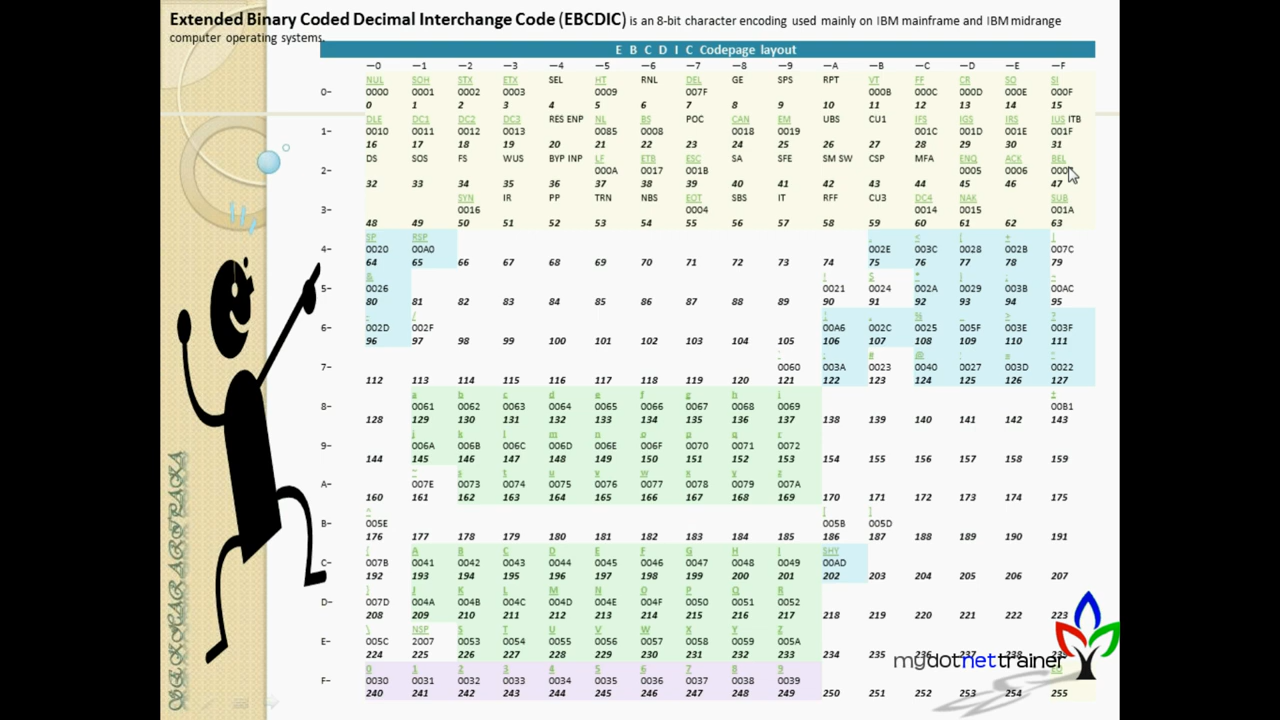 Extended Binary Coded Decimal Interchange Code (EBCDIC) is an 8-bit character encoding used mainly on IBM mainframe and IBM midrange
computer operating systems.
E B C D I C Codepage layout
—0 —1 —2 —3 —4 —5 —6 —7 —8 —9 —A —B —C —D —E —F
NUL SOH STX ETX SEL HT RNL DEL GE SPS RPT VT FF CR SO SI
0− 0000 0001 0002 0003 0009 007F 000B 000C 000D 000E 000F
0 1 2 3 4 5 6 7 8 9 10 11 12 13 14 15
DLE DC1 DC2 DC3 RES ENP NL BS POC CAN EM UBS CU1 IFS IGS IRS IUS ITB
1− 0010 0011 0012 0013 0085 0008 0018 0019 001C 001D 001E 001F
16 17 18 19 20 21 22 23 24 25 26 27 28 29 30 31
DS SOS FS WUS BYP INP LF ETB ESC SA SFE SM SW CSP MFA ENQ ACK BEL
2− 000A 0017 001B 0005 0006
32 33 34 35 36 37 38 39 40 41 42 43 44 45 46 47
SYN IR PP TRN NBS EOT SBS IT RFF CU3 DC4 NAK SUB
3− 0016 0004 0014 0015 001A
48 49 50 51 52 53 54 55 56 57 58 59 60 61 62 63
SP RSP . < ( + |
4− 0020 00A0 002E 003C 0028 002B 007C
64 65 66 67 68 69 70 71 72 73 74 75 76 77 78 79
& ! $ * ) ; ¬
5− 0026 0021 0024 002A 0029 003B 00AC
80 81 82 83 84 85 86 87 88 89 90 91 92 93 94 95
- / ¦ , % _ > ?
6− 002D 002F 00A6 002C 0025 005F 003E 003F
96 97 98 99 100 101 102 103 104 105 106 107 108 109 110 111
` : # @ ' = "
7− 0060 003A 0023 0040 0027 003D 0022
112 113 114 115 116 117 118 119 120 121 122 123 124 125 126 127
a b c d e f g h i ±
8− 0061 0062 0063 0064 0065 0066 0067 0068 0069 00B1
128 129 130 131 132 133 134 135 136 137 138 139 140 141 142 143
j k l m n o p q r
9− 006A 006B 006C 006D 006E 006F 0070 0071 0072
144 145 146 147 148 149 150 151 152 153 154 155 156 157 158 159
~ s t u v w x y z
A− 007E 0073 0074 0075 0076 0077 0078 0079 007A
160 161 162 163 164 165 166 167 168 169 170 171 172 173 174 175
^ [ ]
B− 005E 005B 005D
176 177 178 179 180 181 182 183 184 185 186 187 188 189 190 191
{ A B C D E F G H I SHY
C− 007B 0041 0042 0043 0044 0045 0046 0047 0048 0049 00AD
192 193 194 195 196 197 198 199 200 201 202 203 204 205 206 207
} J K L M N O P Q R
D− 007D 004A 004B 004C 004D 004E 004F 0050 0051 0052
208 209 210 211 212 213 214 215 216 217 218 219 220 221 222 223
\ NSP S T U V W X Y Z
E− 005C 2007 0053 0054 0055 0056 0057 0058 0059 005A
224 225 226 227 228 229 230 231 232 233 234 235 236 237 238
mydotnettrainer
0 1 2 3 4 5 6 7 8 9
F− 0030 0031 0032 0033 0034 0035 0036 0037 0038 0039
240 241 242 243 244 245 246 247 248 249 250 251 252 253 254 255